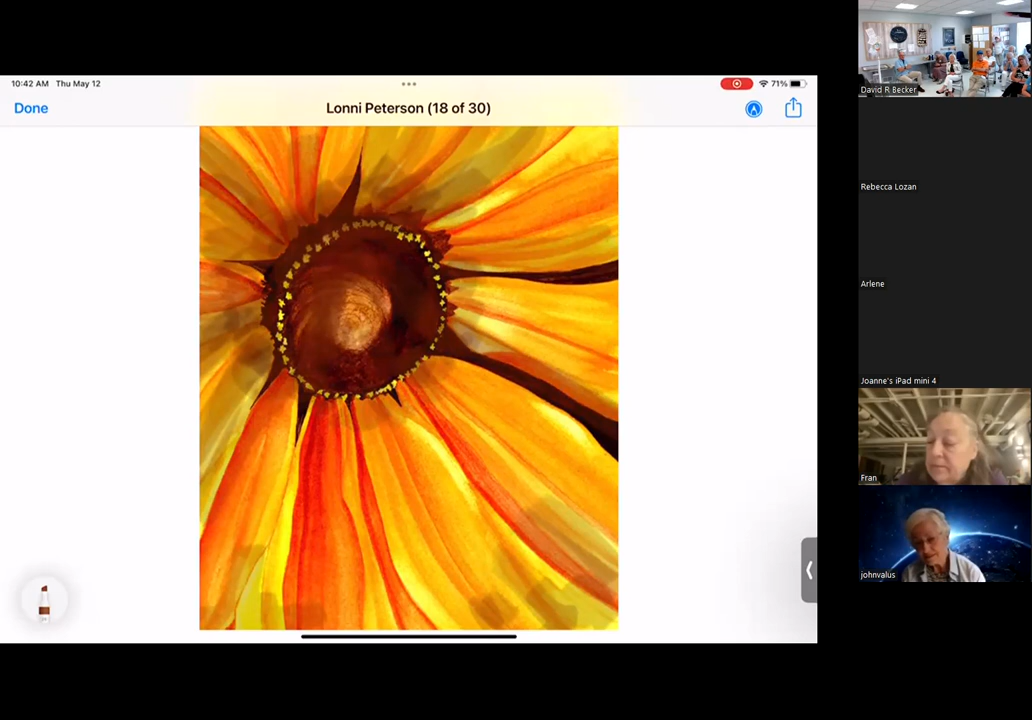 10:42 AM Thu May 12
71%
Done
Lonni Peterson (18 of 30)
David R Becker
Rebecca Lozan
Arlene
Joanne's iPad mini 4
Fran
johnvalus